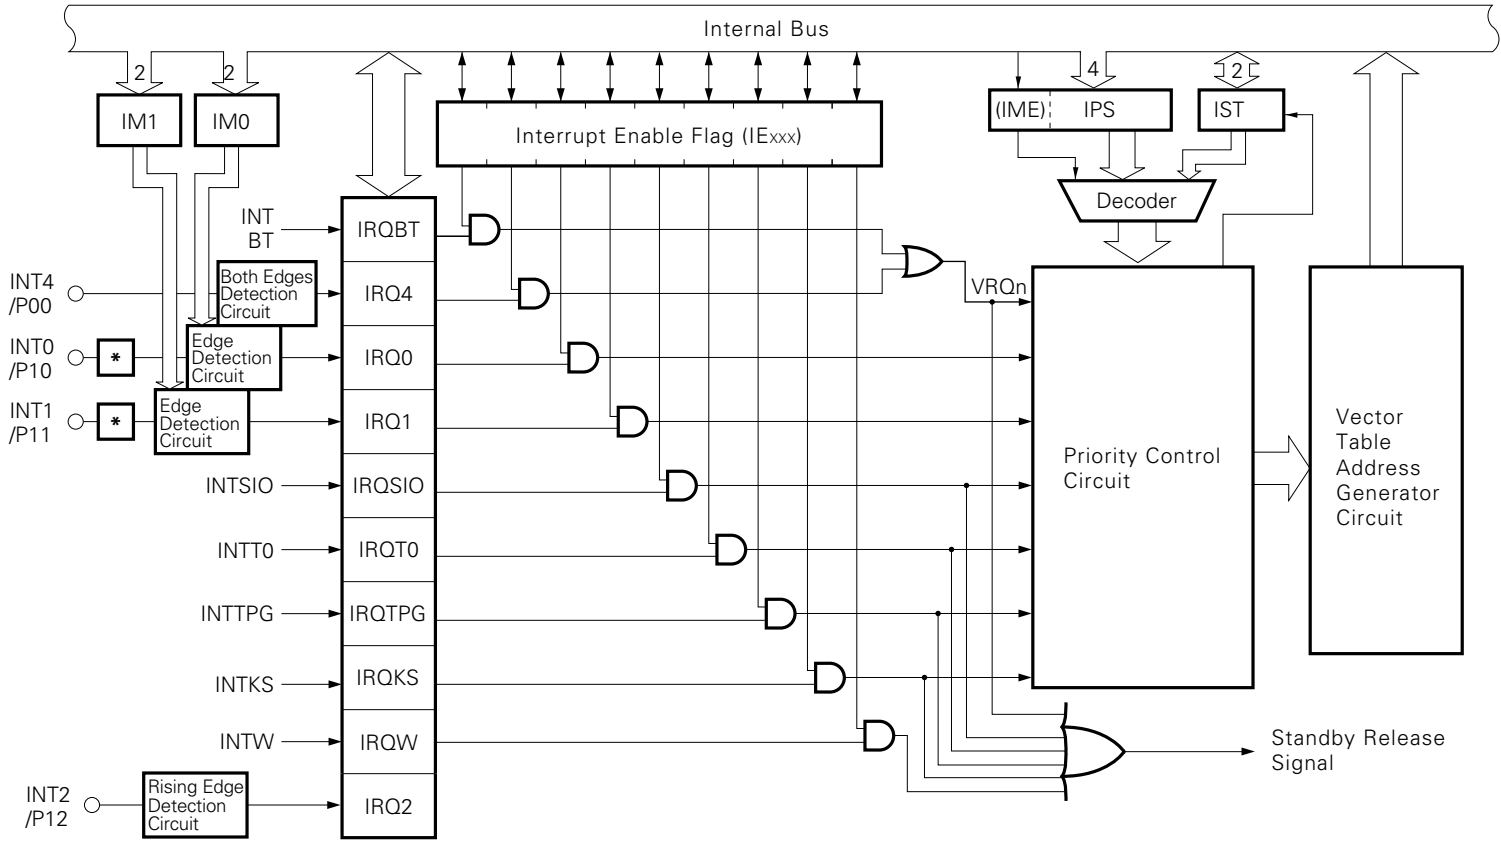 Internal Bus
2
2
4
2
IM1
IM0
Interrupt Enable Flag (IExxx)
(IME)
IPS
IST
Decoder
INT
BT
IRQBT
INT4
/P00
Both Edges
Detection
Circuit
IRQ4
VRQn
INT0
/P10
*
Edge
Detection
Circuit
IRQ0
INT1
/P11
*
Edge
Detection
Circuit
IRQ1
Priority Control
Circuit
Vector
Table
Address
Generator
Circuit
INTSIO
IRQSIO
INTT0
IRQT0
INTTPG
IRQTPG
INTKS
IRQKS
INTW
IRQW
Standby Release
Signal
INT2
/P12
Rising Edge
Detection
Circuit
IRQ2